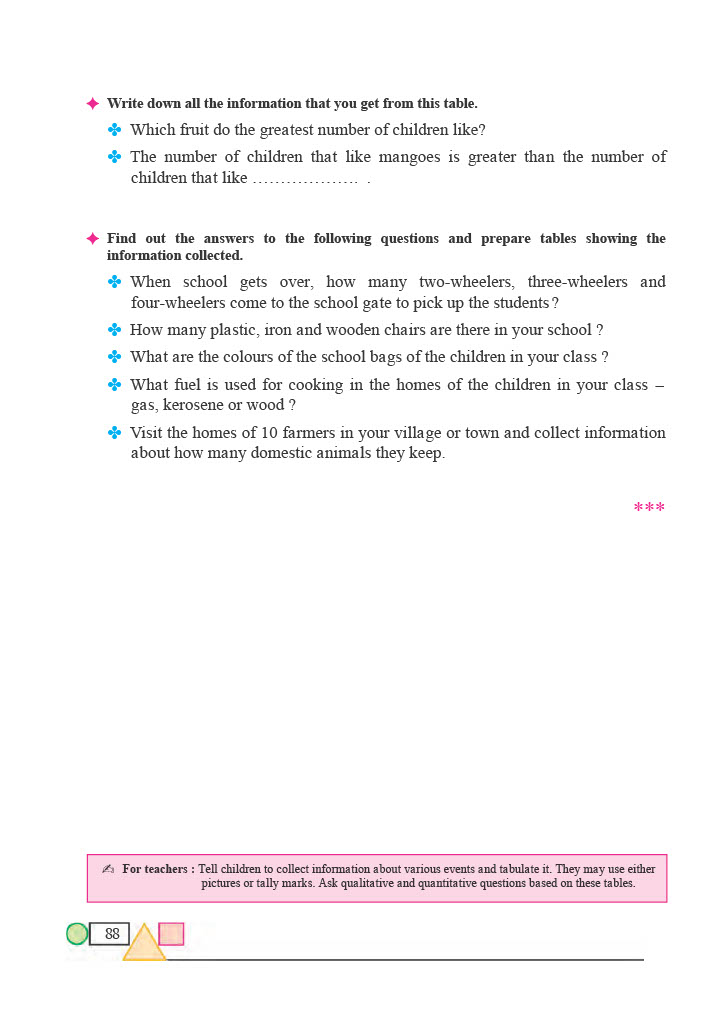 Write down all the information that you get from this table.
Which fruit do the greatest number of children like?
The number of children that like mangoes is greater than the number of
children that like ………………. .
Find out the answers to the following questions and prepare tables showing the
information collected.
When school gets over, how many two-wheelers, three-wheelers and
four-wheelers come to the school gate to pick up the students ?
How many plastic, iron and wooden chairs are there in your school ?
What are the colours of the school bags of the children in your class ?
What fuel is used for cooking in the homes of the children in your class –
gas, kerosene or wood ?
Visit the homes of 10 farmers in your village or town and collect information
about how many domestic animals they keep.
***
For teachers : Tell children to collect information about various events and tabulate it. They may use either
pictures or tally marks. Ask qualitative and quantitative questions based on these tables.
88